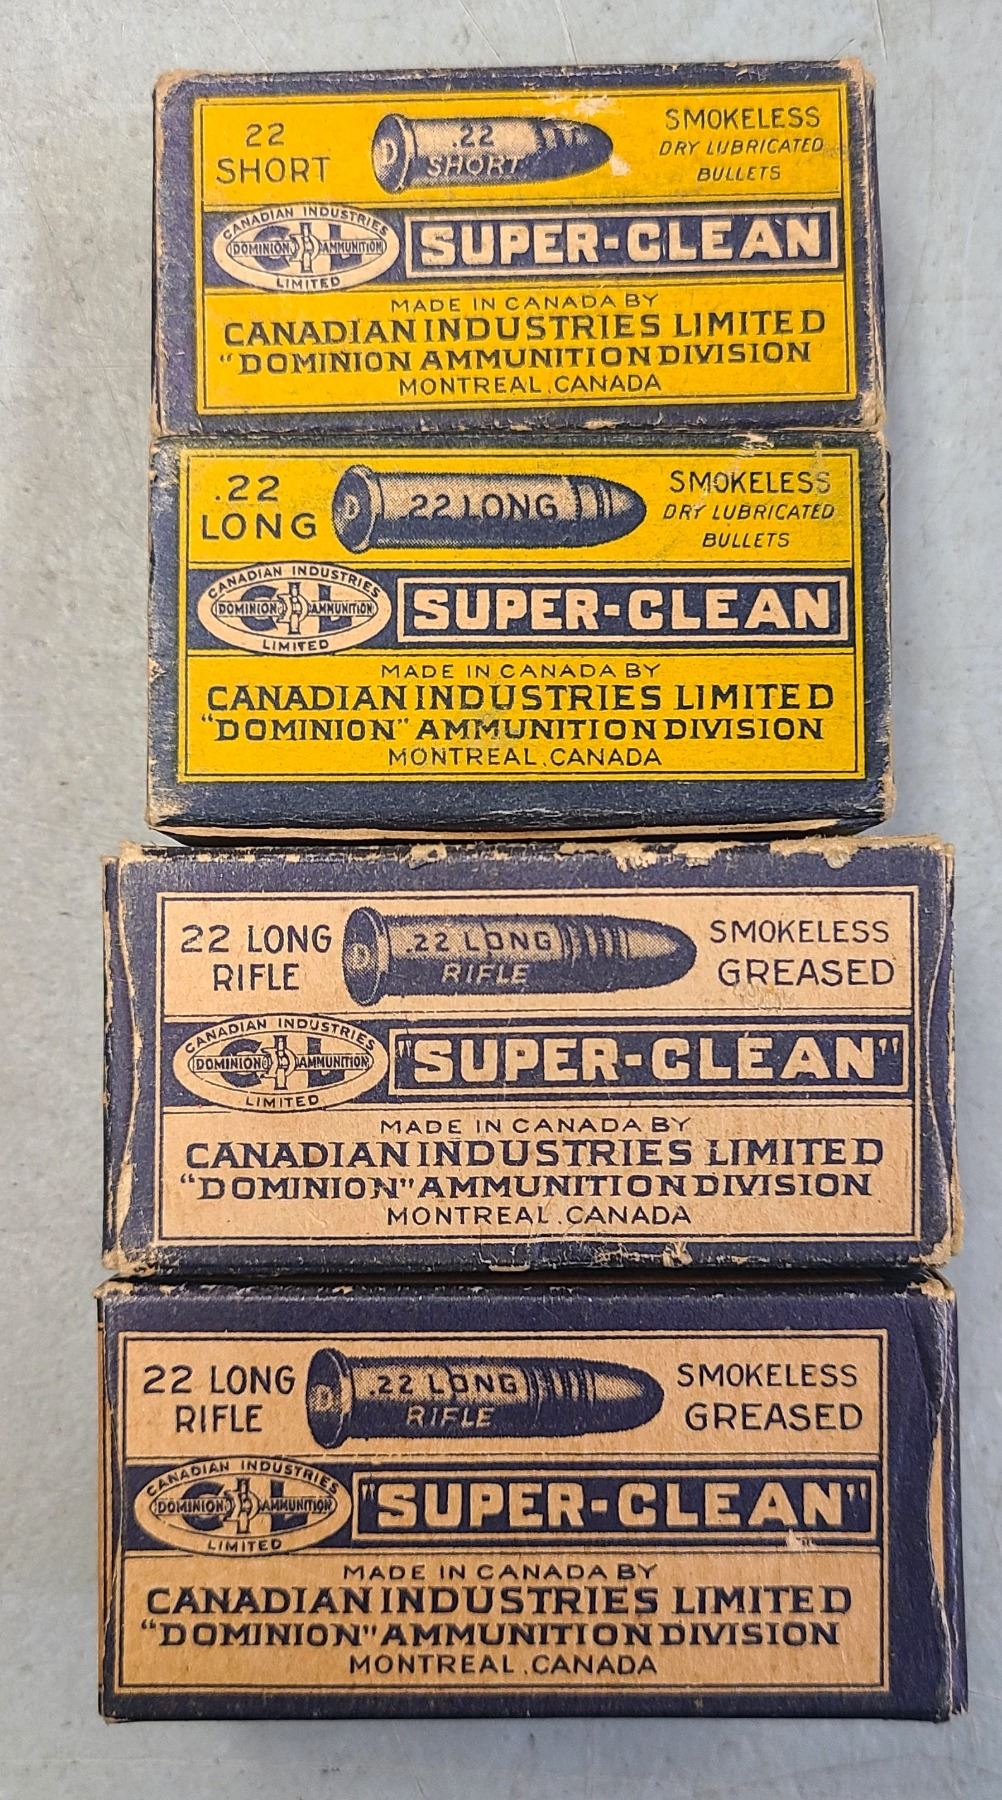 22
SHORT
D
.22
SHORT
SMOKELESS
DRY LUBRICATED
BULLETS
CANADIAN INDUSTRIES
DOMINION AMMUNITION
CIL
LIMITED
SUPER-CLEAN
MADE IN CANADA BY
CANADIAN INDUSTRIES LIMITED
"DOMINION AMMUNITION DIVISION
MONTREAL, CANADA
.22
LONG
D
22 LONG
SMOKELESS
DRY LUBRICATED
BULLETS
CANADIAN INDUSTRIES
DOMINION AMMUNITION
CIL
LIMITED
SUPER-CLEAN
MADE IN CANADA BY
CANADIAN INDUSTRIES LIMITED
"DOMINION" AMMUNITION DIVISION
MONTREAL, CANADA
22 LONG
RIFLE
D
.22 LONG
RIFLE
SMOKELESS
GREASED
CANADIAN INDUSTRIES
DOMINION AMMUNITION
CIL
LIMITED
"SUPER-CLEAN"
MADE IN CANADA BY
CANADIAN INDUSTRIES LIMITED
"DOMINION" AMMUNITION DIVISION
MONTREAL, CANADA
22 LONG
RIFLE
D
.22 LONG
RIFLE
SMOKELESS
GREASED
CANADIAN INDUSTRIES
DOMINION AMMUNITION
CIL
LIMITED
"SUPER-CLEAN"
MADE IN CANADA BY
CANADIAN INDUSTRIES LIMITED
"DOMINION" AMMUNITION DIVISION
MONTREAL, CANADA